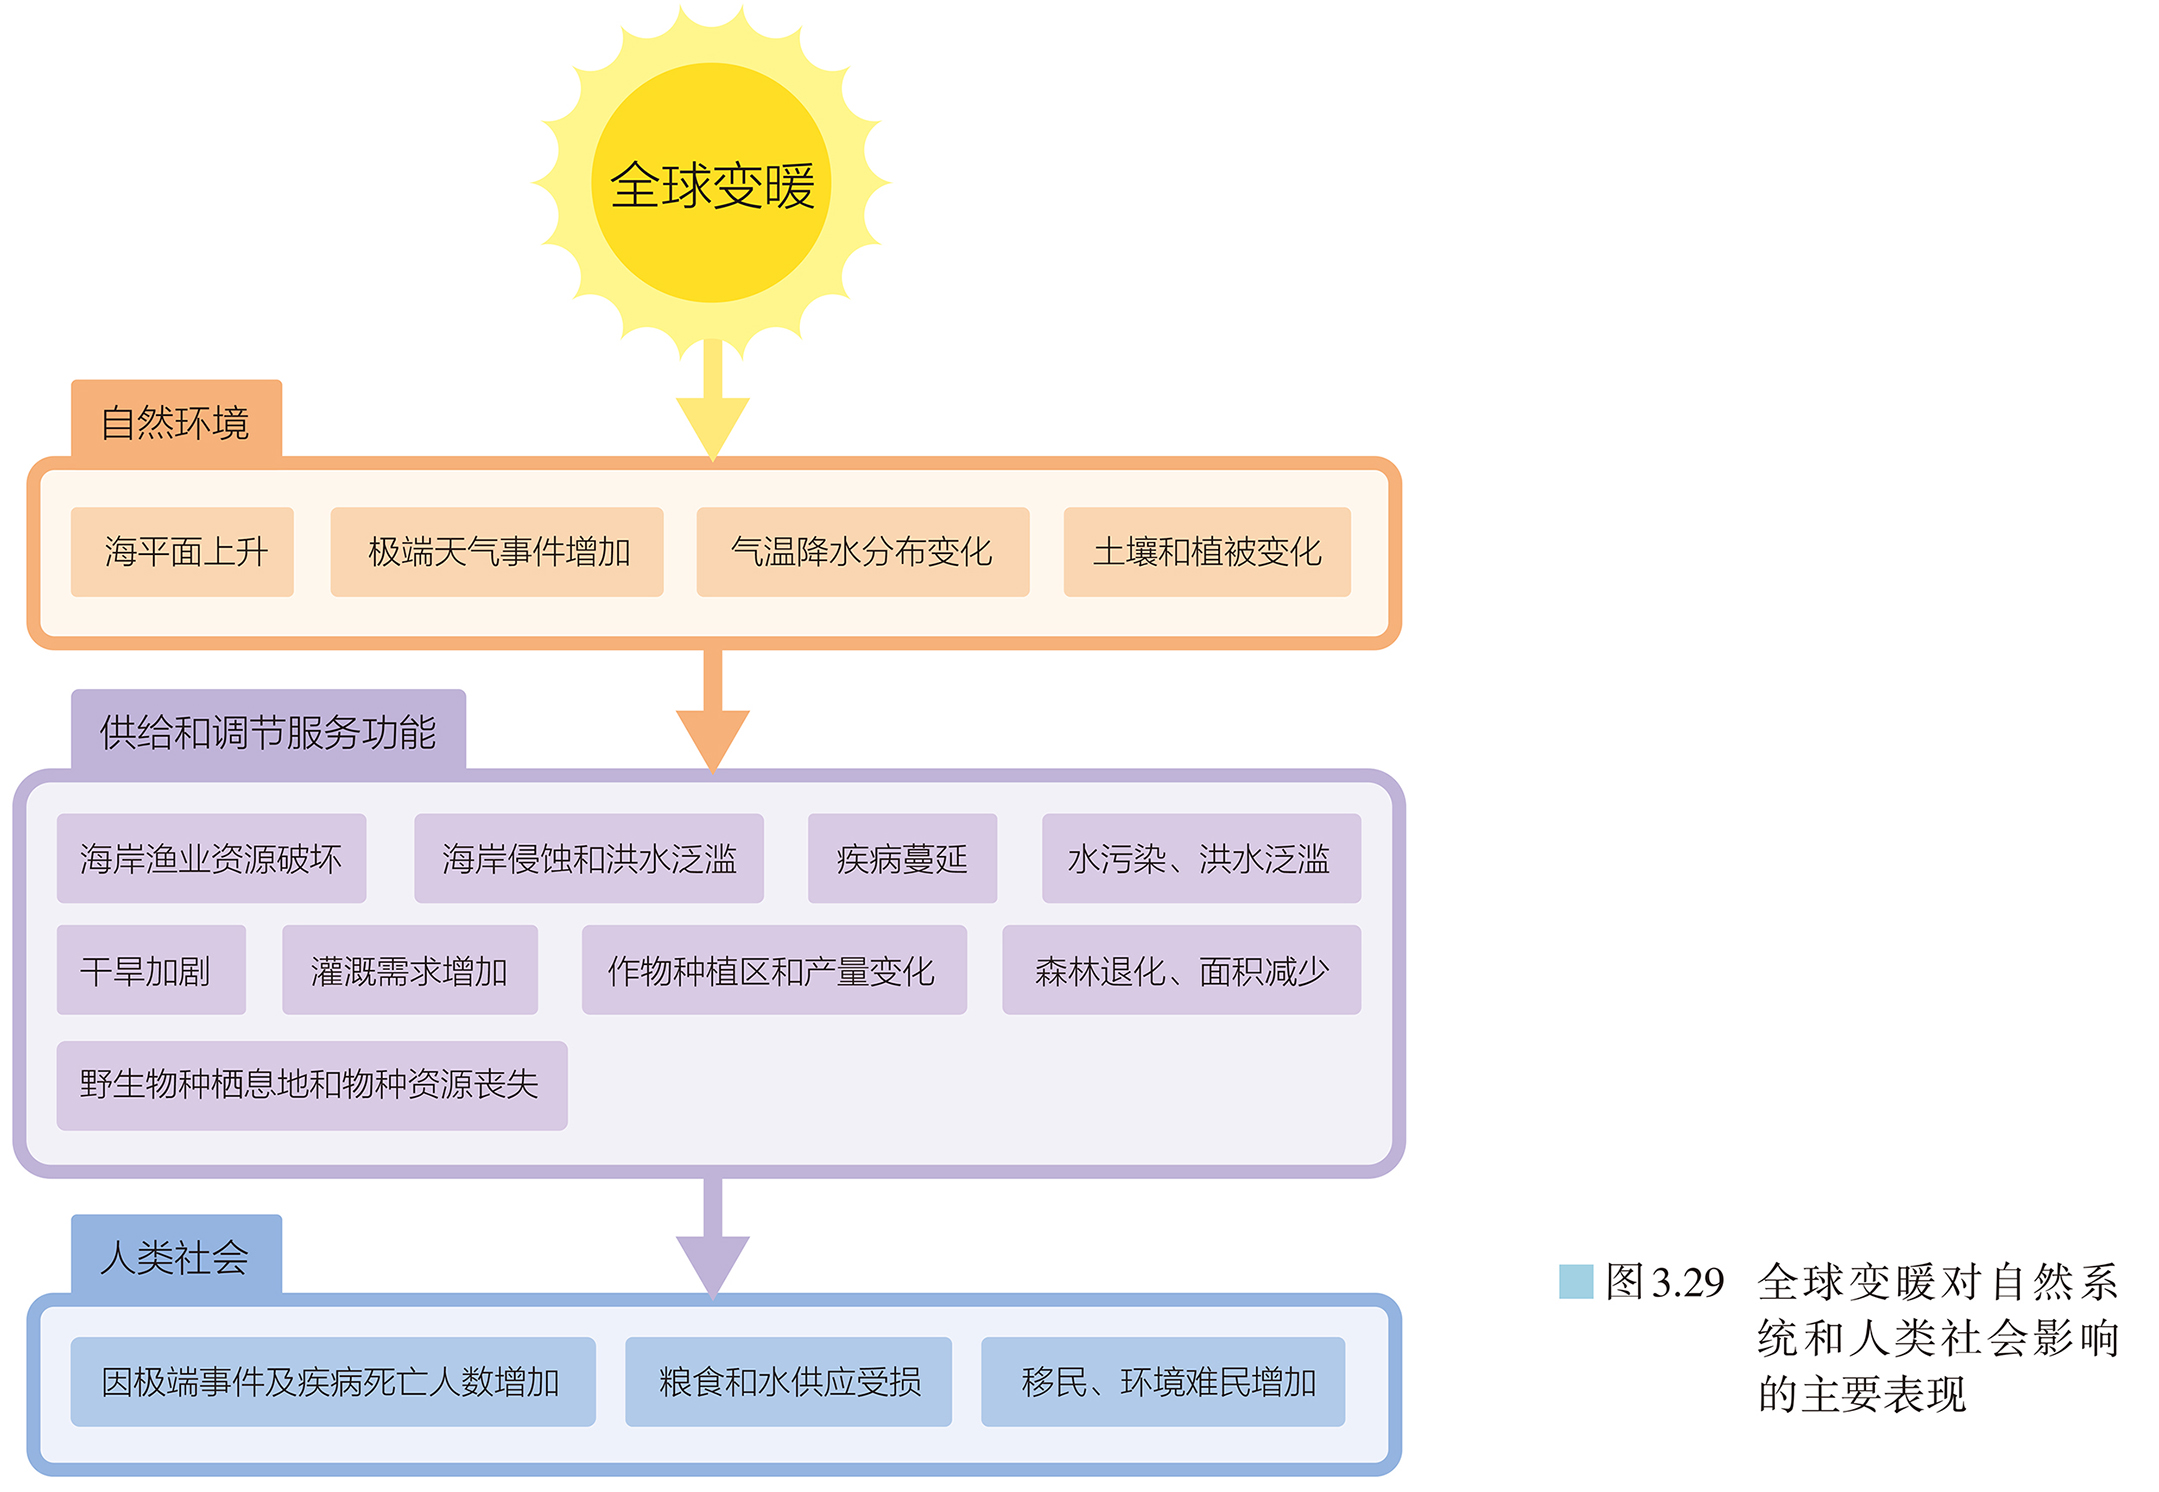 全球变暖
自然环境
海平面上升
极端天气事件增加
气温降水分布变化
土壤和植被变化
供给和调节服务功能
海岸渔业资源破坏
海岸侵蚀和洪水泛滥
疾病蔓延
水污染、洪水泛滥
干旱加剧
灌溉需求增加
作物种植区和产量变化
森林退化、面积减少
野生物种栖息地和物种资源丧失
人类社会
因极端事件及疾病死亡人数增加
粮食和水供应受损
移民、环境难民增加
图3.29 全球变暖对自然系
统和人类社会影响
的主要表现